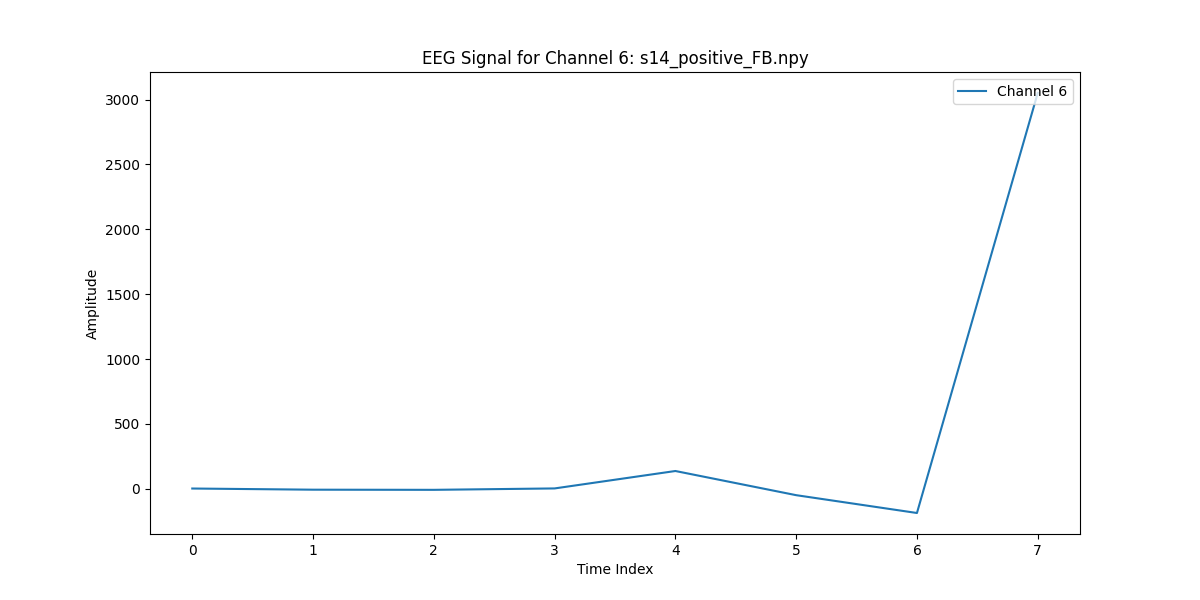 EEG Signal for Channel 6: s14_positive_FB.npy
Channel 6
3000
2500
2000
1500
1000
500
0
Amplitude
0 1 2 3 4 5 6 7
Time Index